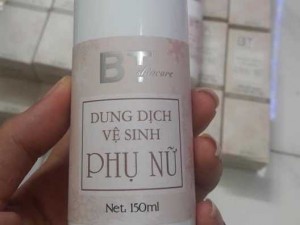 BT
DUNG DỊCH
VỆ SINH
PHỤ NỮ
Net. 150ml